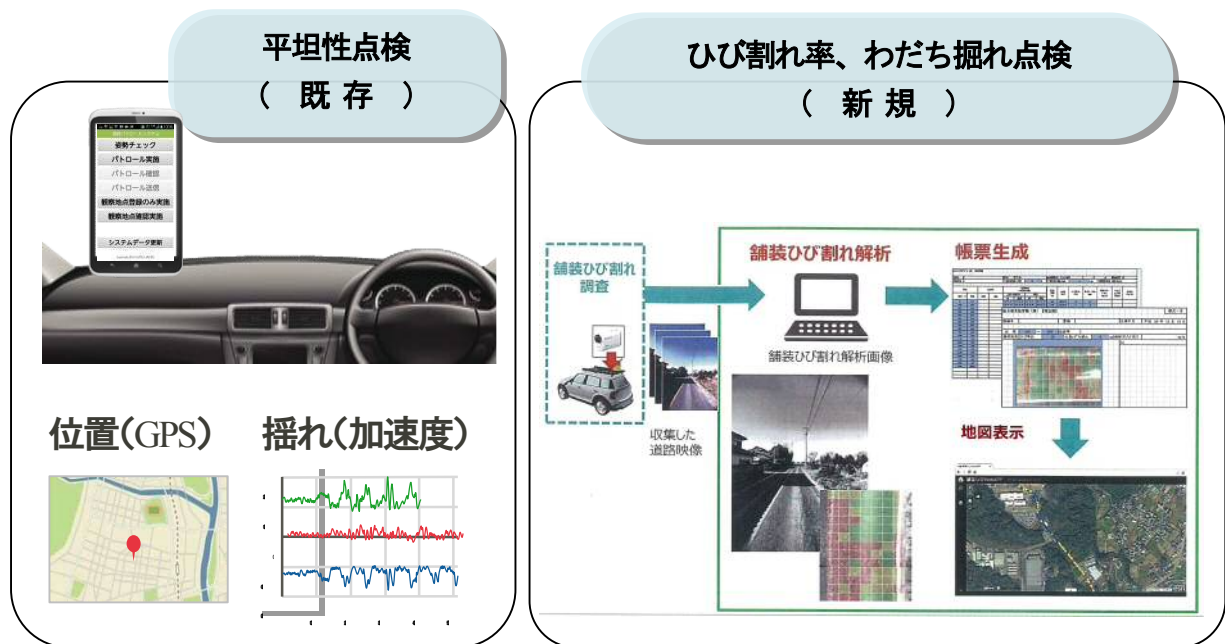 平坦性点検
（ 既 存 ）
姿勢チェック
パトロール実施
パトロール確認
パトロール送信
観察地点登録のみ実施
観察地点確認実施
システムデータ更新
位置（GPS）
揺れ（加速度）
ひび割れ率、わだち掘れ点検
（ 新 規 ）
舗装ひび割れ
調査
収集した
道路映像
舗装ひび割れ解析
舗装ひび割れ解析画像
帳票生成
地図表示